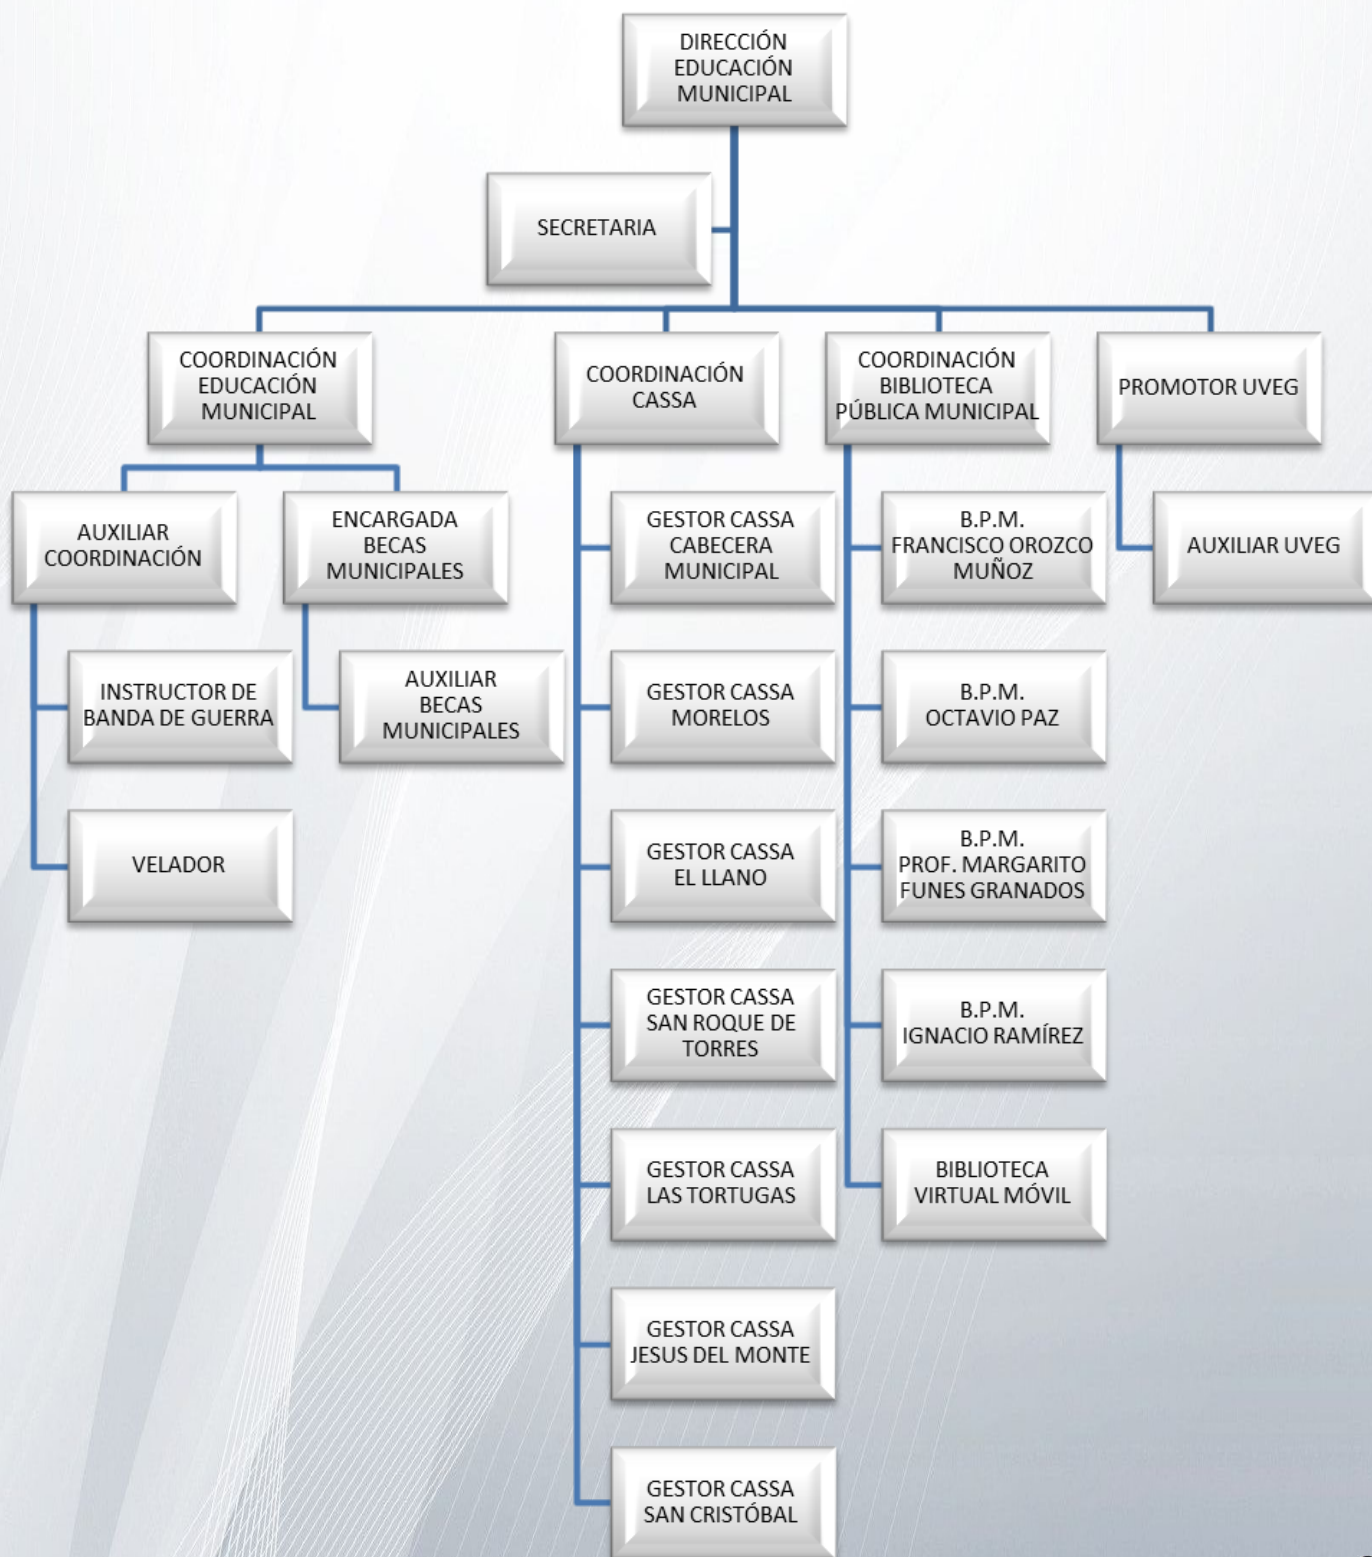 DIRECCIÓN
EDUCACIÓN
MUNICIPAL
SECRETARIA
COORDINACIÓN
EDUCACIÓN
MUNICIPAL
COORDINACIÓN
CASSA
COORDINACIÓN
BIBLIOTECA
PÚBLICA MUNICIPAL
PROMOTOR UVEG
AUXILIAR
COORDINACIÓN
ENCARGADA
BECAS
MUNICIPALES
GESTOR CASSA
CABECERA
MUNICIPAL
B.P.M.
FRANCISCO OROZCO
MUÑOZ
AUXILIAR UVEG
INSTRUCTOR DE
BANDA DE GUERRA
AUXILIAR
BECAS
MUNICIPALES
GESTOR CASSA
MORELOS
B.P.M.
OCTAVIO PAZ
VELADOR
GESTOR CASSA
EL LLANO
B.P.M.
PROF. MARGARITO
FUNES GRANADOS
GESTOR CASSA
SAN ROQUE DE
TORRES
B.P.M.
IGNACIO RAMÍREZ
GESTOR CASSA
LAS TORTUGAS
BIBLIOTECA
VIRTUAL MÓVIL
GESTOR CASSA
JESUS DEL MONTE
GESTOR CASSA
SAN CRISTÓBAL